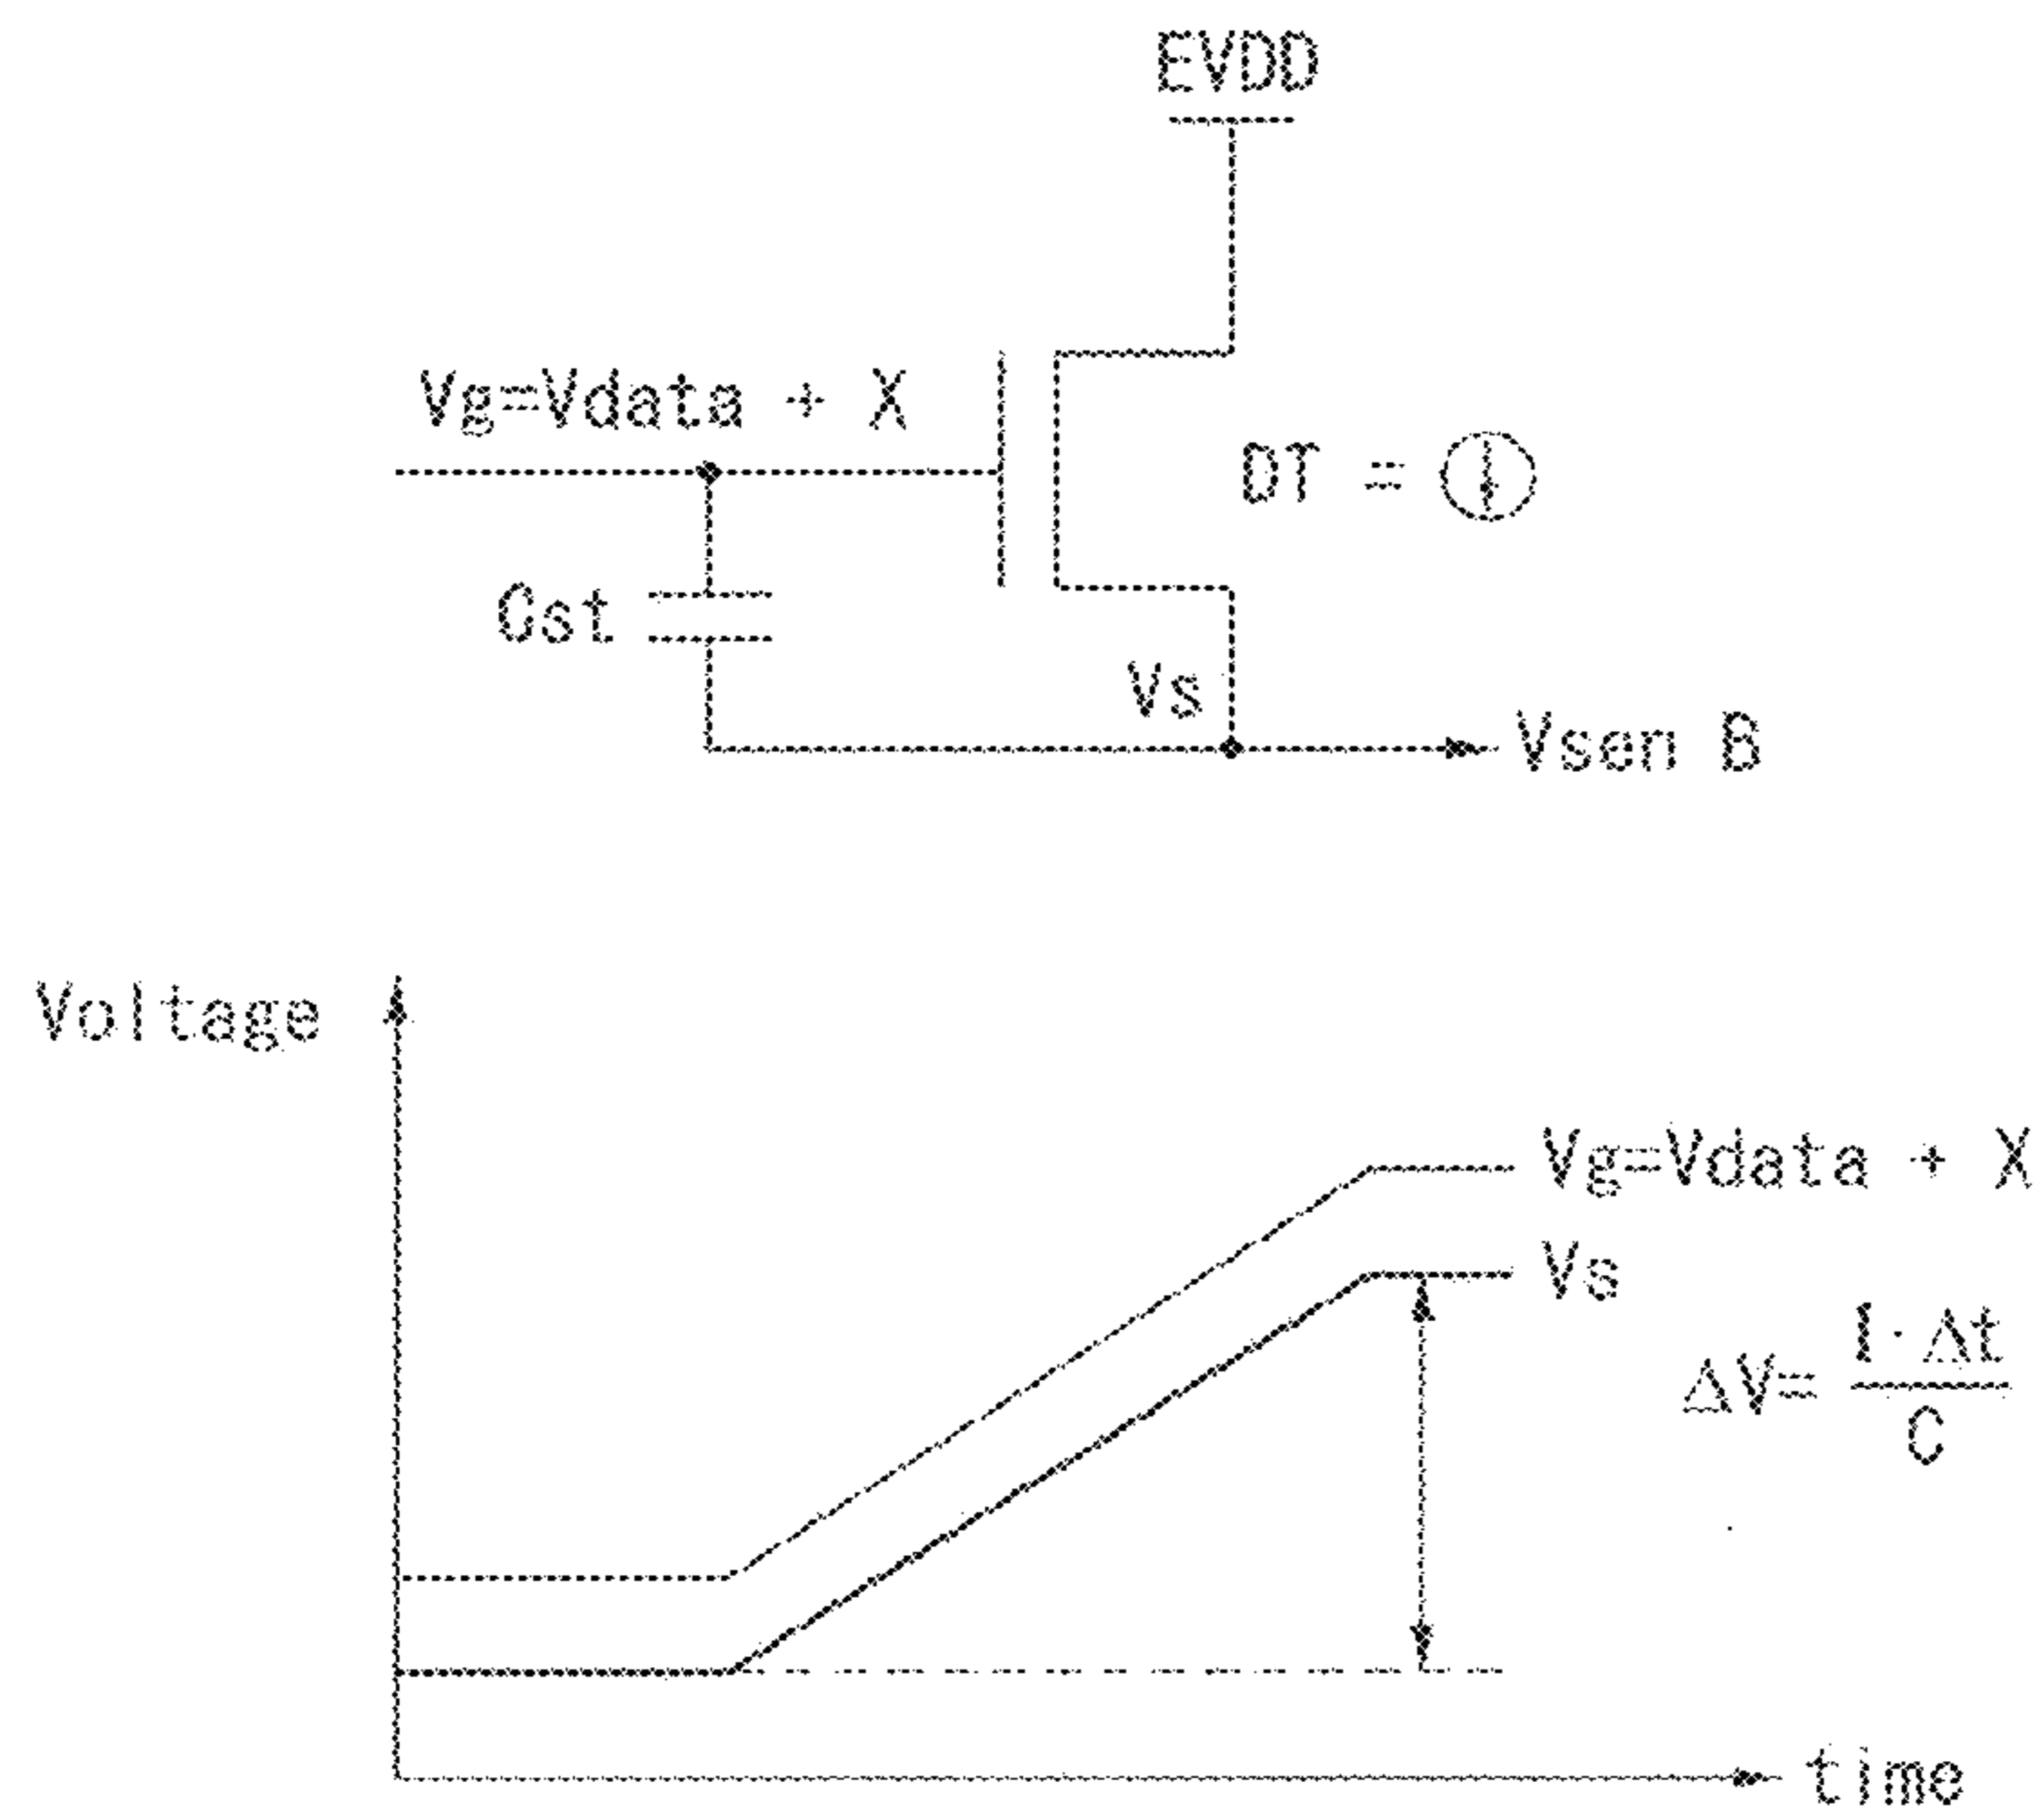 EVDD
Vg=Vdata + X
DT =
Cst
Vs
Vsen B
Voltage
Vg=Vdata + X
Vs
ΔV= I·Δt / C
time